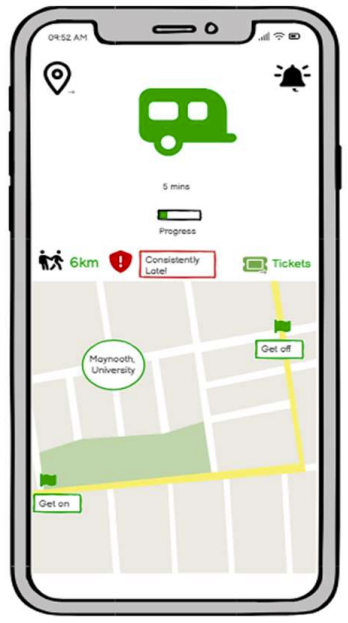 09:52 AM
5 mins
Progress
6km
Consistently
Late!
Tickets
Maynooth,
University
Get off
Get on